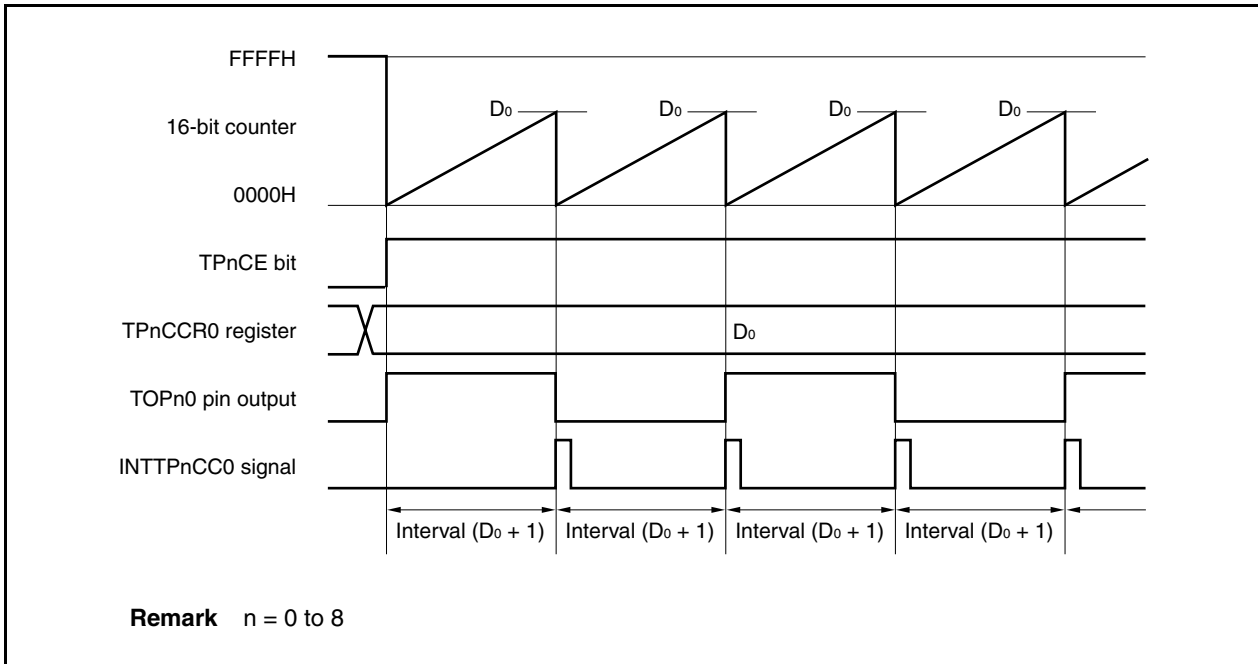 FFFFH
D0 D0 D0 D0
16-bit counter
0000H
TPnCE bit
TPnCCR0 register D0
TOPn0 pin output
INTTPnCC0 signal
Interval (D0 + 1) Interval (D0 + 1) Interval (D0 + 1) Interval (D0 + 1)
Remark n = 0 to 8